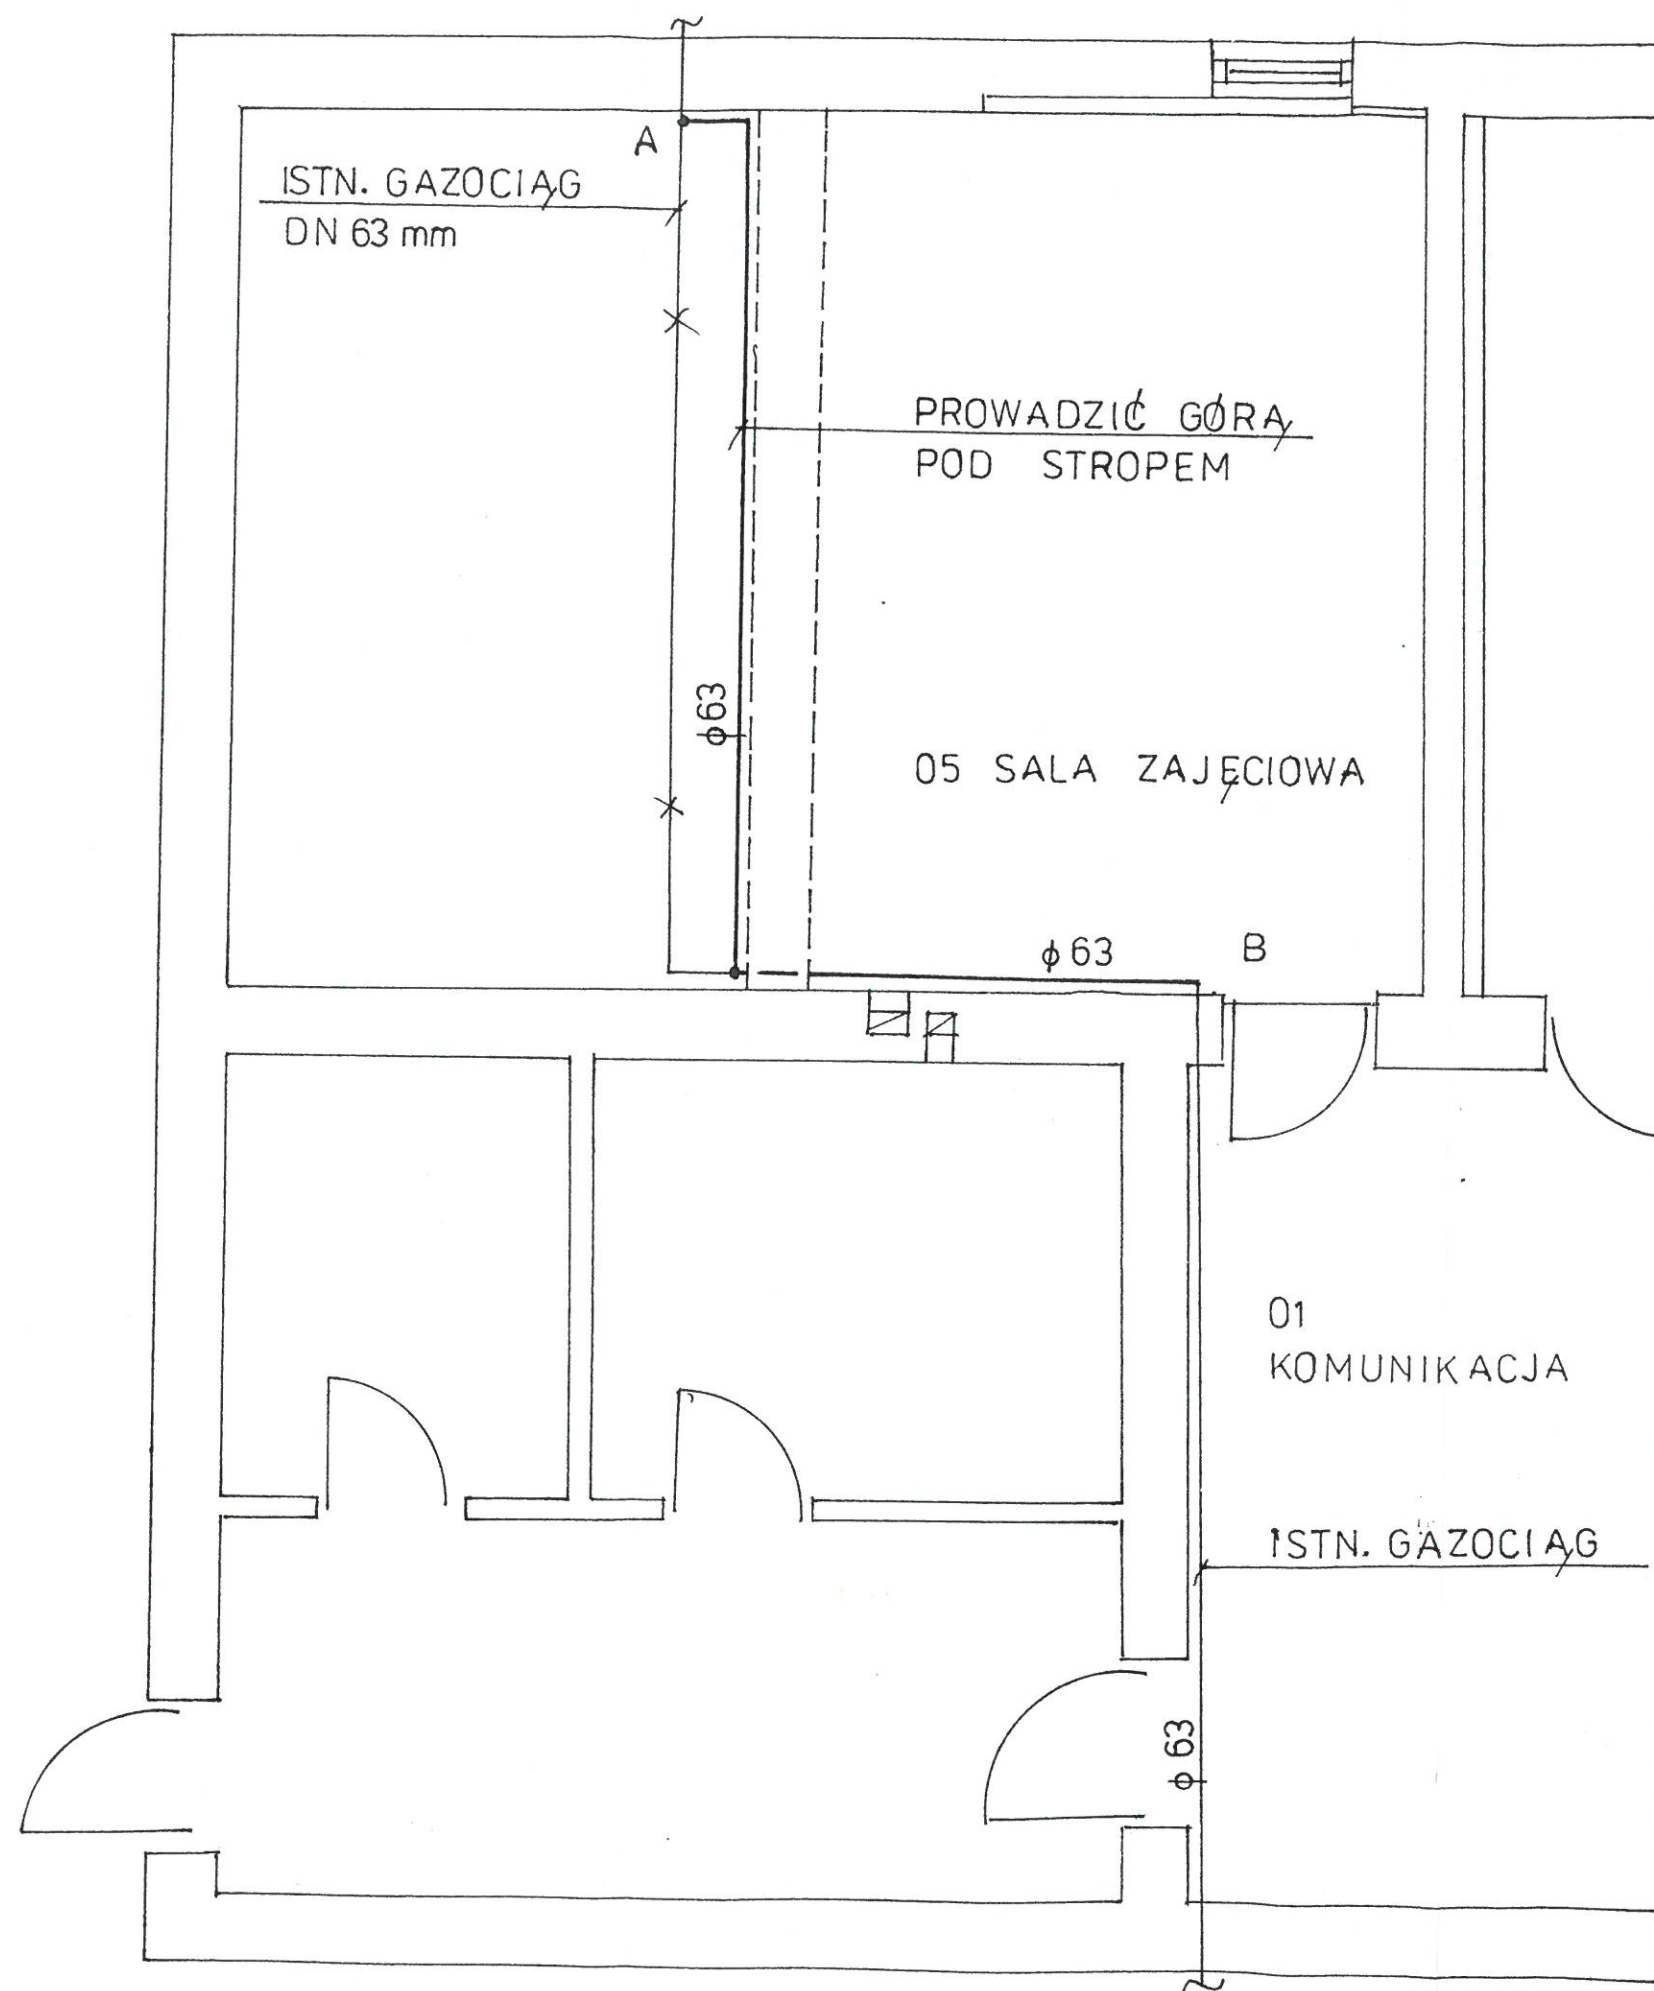 A
ISTN. GAZOCIĄG
DN 63 mm
PROWADZIĆ GÓRĄ
POD STROPEM
ϕ63
05 SALA ZAJĘCIOWA
ϕ63
B
01
KOMUNIKACJA
ISTN. GAZOCIĄG
ϕ63